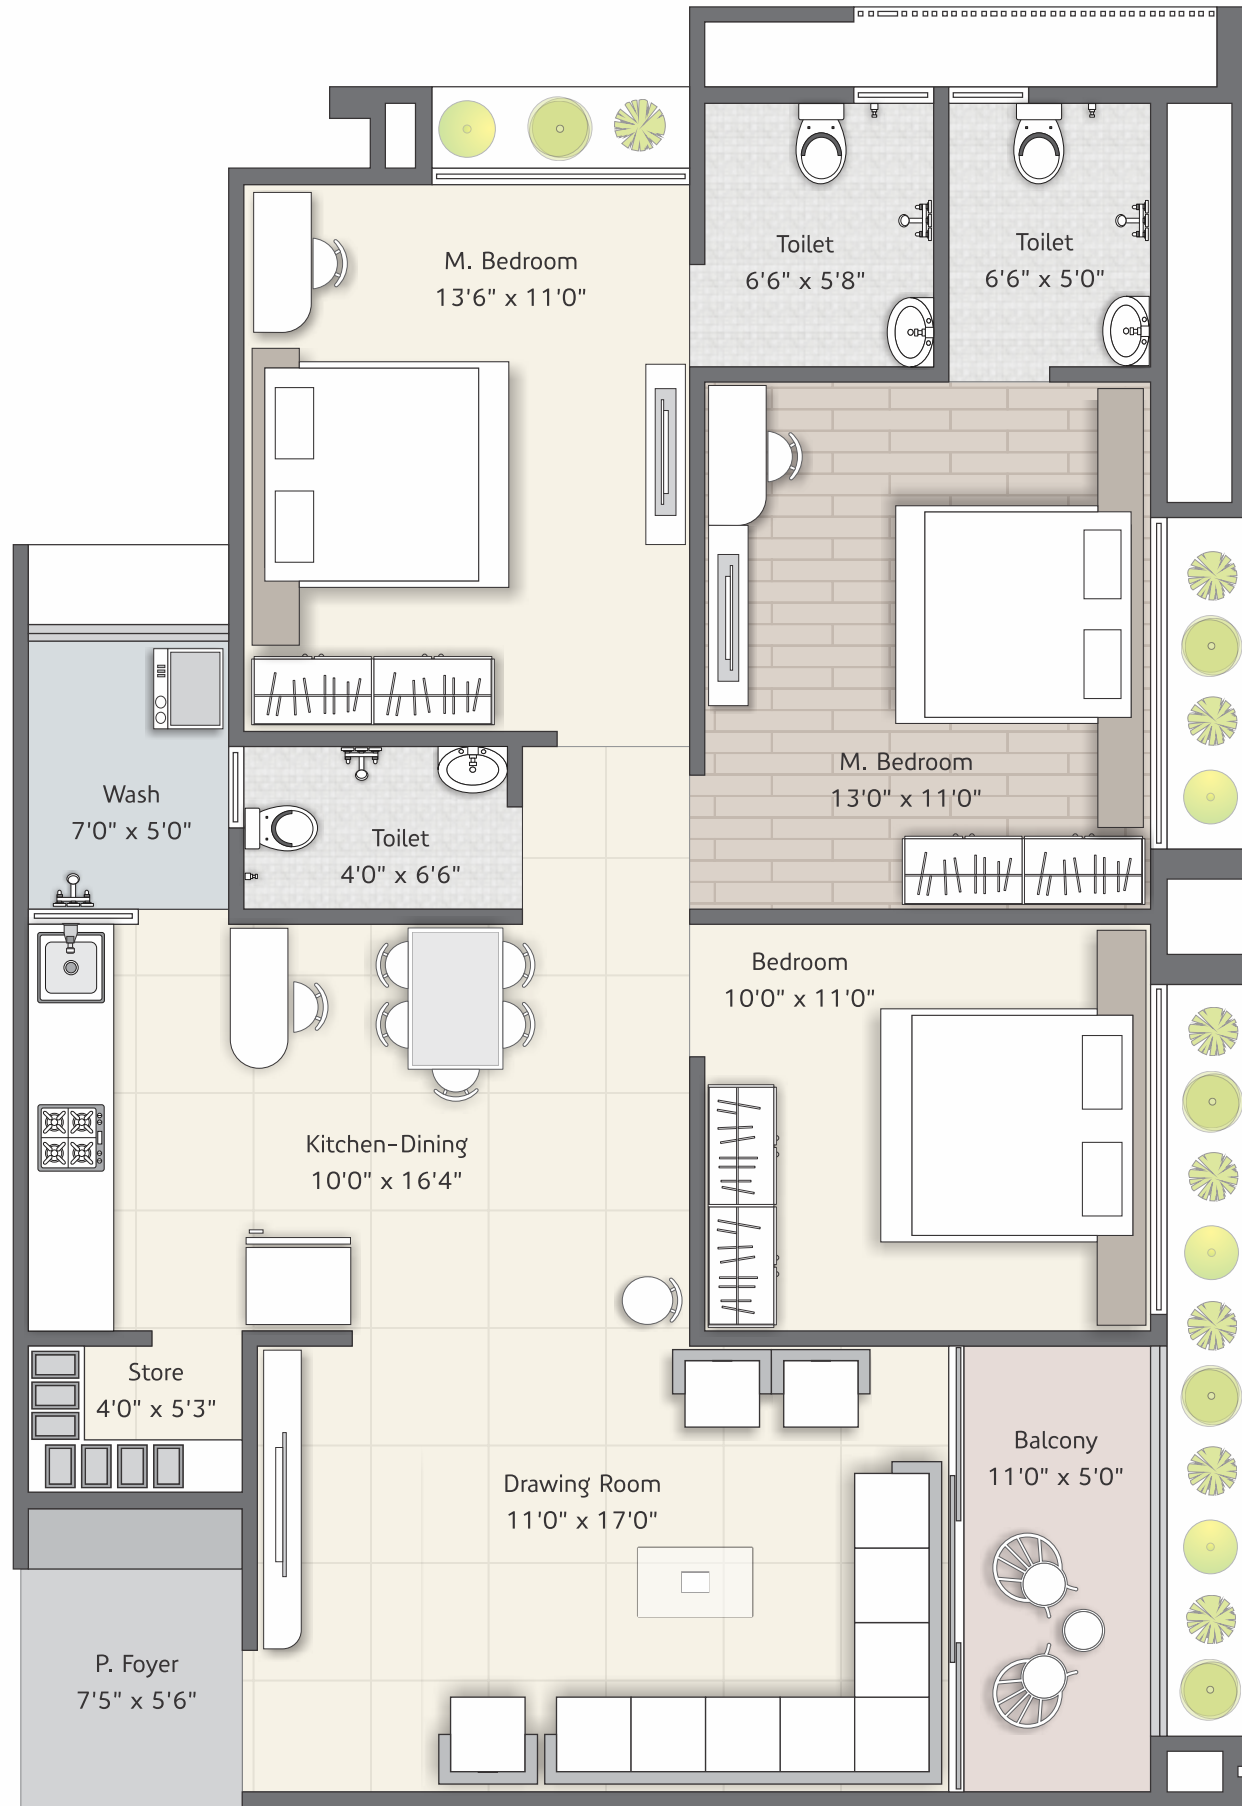 Toilet
6'6" x 5'8"
Toilet
6'6" x 5'0"
M. Bedroom
13'6" x 11'0"
M. Bedroom
13'0" x 11'0"
Wash
7'0" x 5'0"
Toilet
4'0" x 6'6"
Bedroom
10'0" x 11'0"
Kitchen-Dining
10'0" x 16'4"
Store
4'0" x 5'3"
Balcony
11'0" x 5'0"
Drawing Room
11'0" x 17'0"
P. Foyer
7'5" x 5'6"